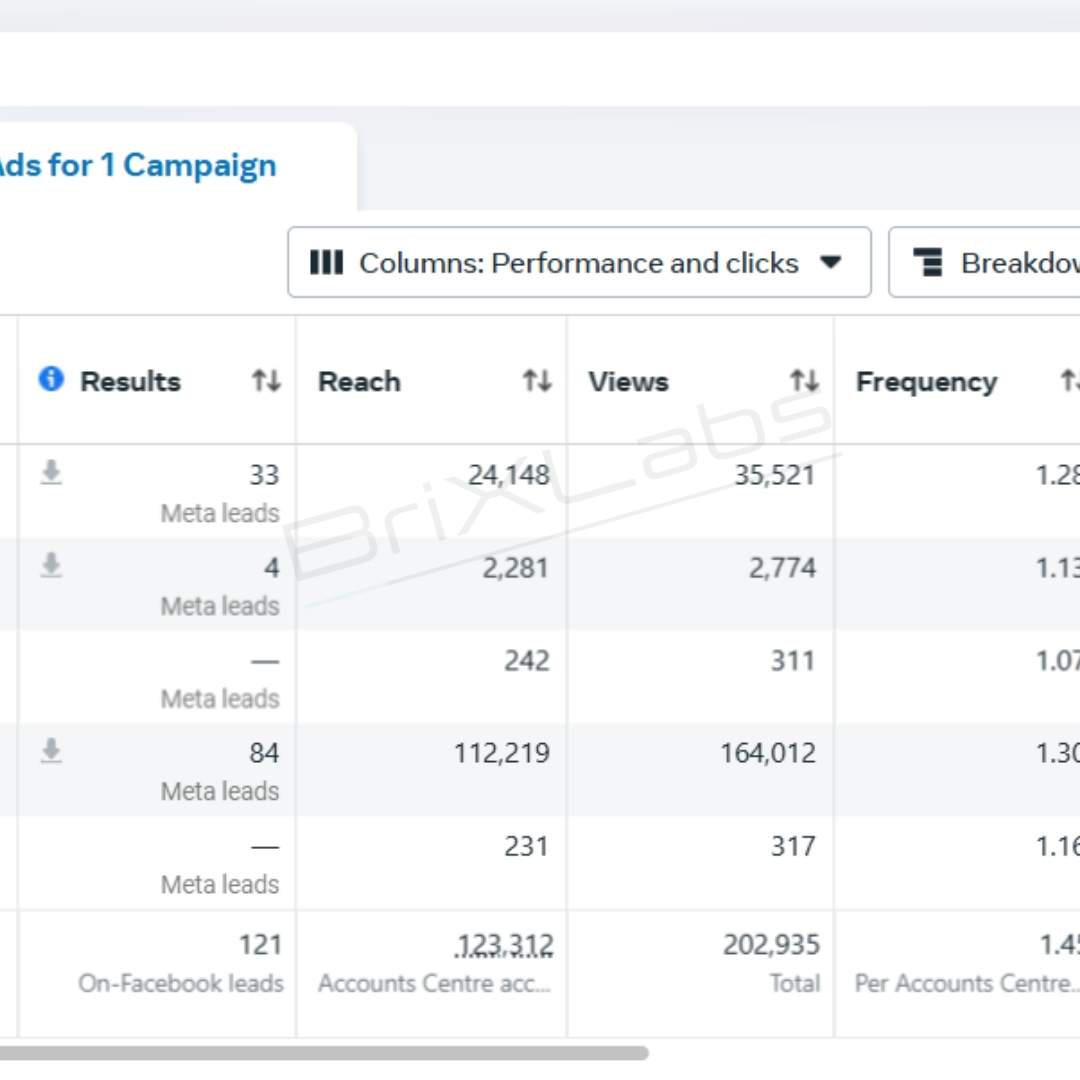 Ads for 1 Campaign
Columns: Performance and clicks
Results Reach Views Frequency
33 24,148 35,521 1.28
Meta leads
4 2,281 2,774 1.13
Meta leads
— 242 311 1.07
Meta leads
84 112,219 164,012 1.30
Meta leads
— 231 317 1.16
Meta leads
121 123,312 202,935 1.45
On-Facebook leads Accounts Centre acc... Total Per Accounts Centre...
BriXLabs